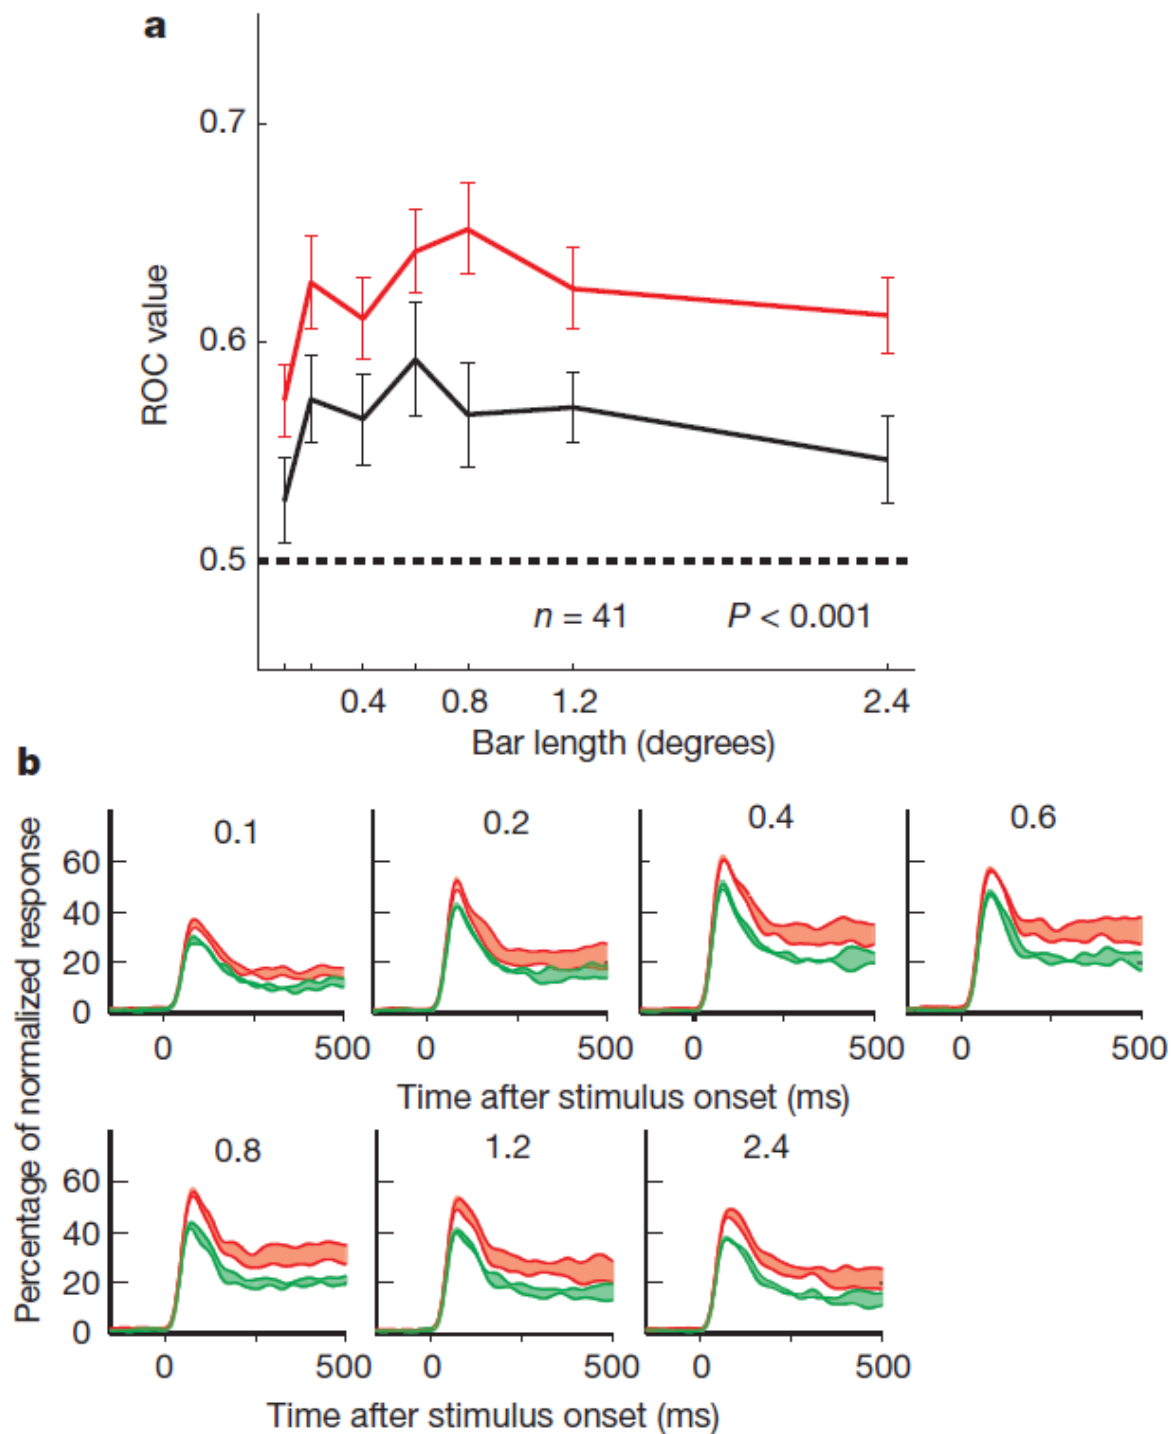 a
0.7
0.6
0.5
ROC value
n = 41 P < 0.001
0.4 0.8 1.2 2.4
Bar length (degrees)
b
Percentage of normalized response
0.1 0.2 0.4 0.6
60
40
20
0
0 500 0 500 0 500 0 500
Time after stimulus onset (ms)
0.8 1.2 2.4
60
40
20
0
0 500 0 500 0 500
Time after stimulus onset (ms)